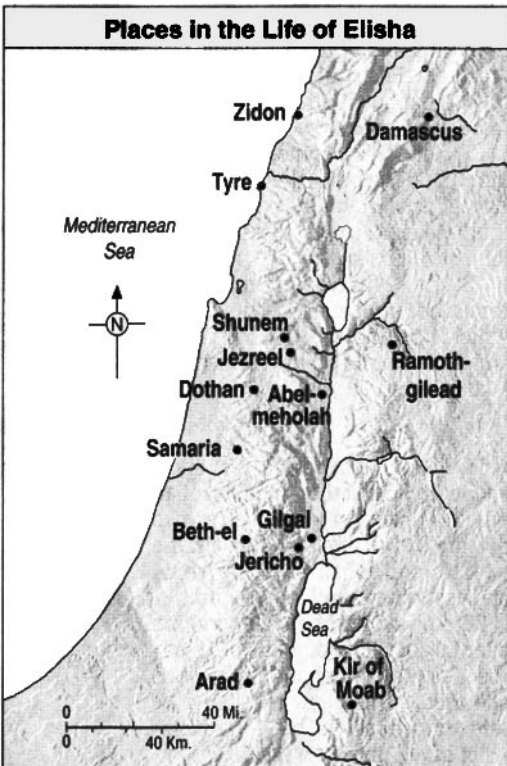 Places in the Life of Elisha
Zidon
Damascus
Tyre
Mediterranean
Sea
N
Shunem
Jezreel
Ramoth-
gilead
Dothan
Abel-
meholah
Samaria
Gilgal
Beth-el
Jericho
Dead
Sea
Kir of
Moab
Arad
0 40 Mi.
0 40 Km.